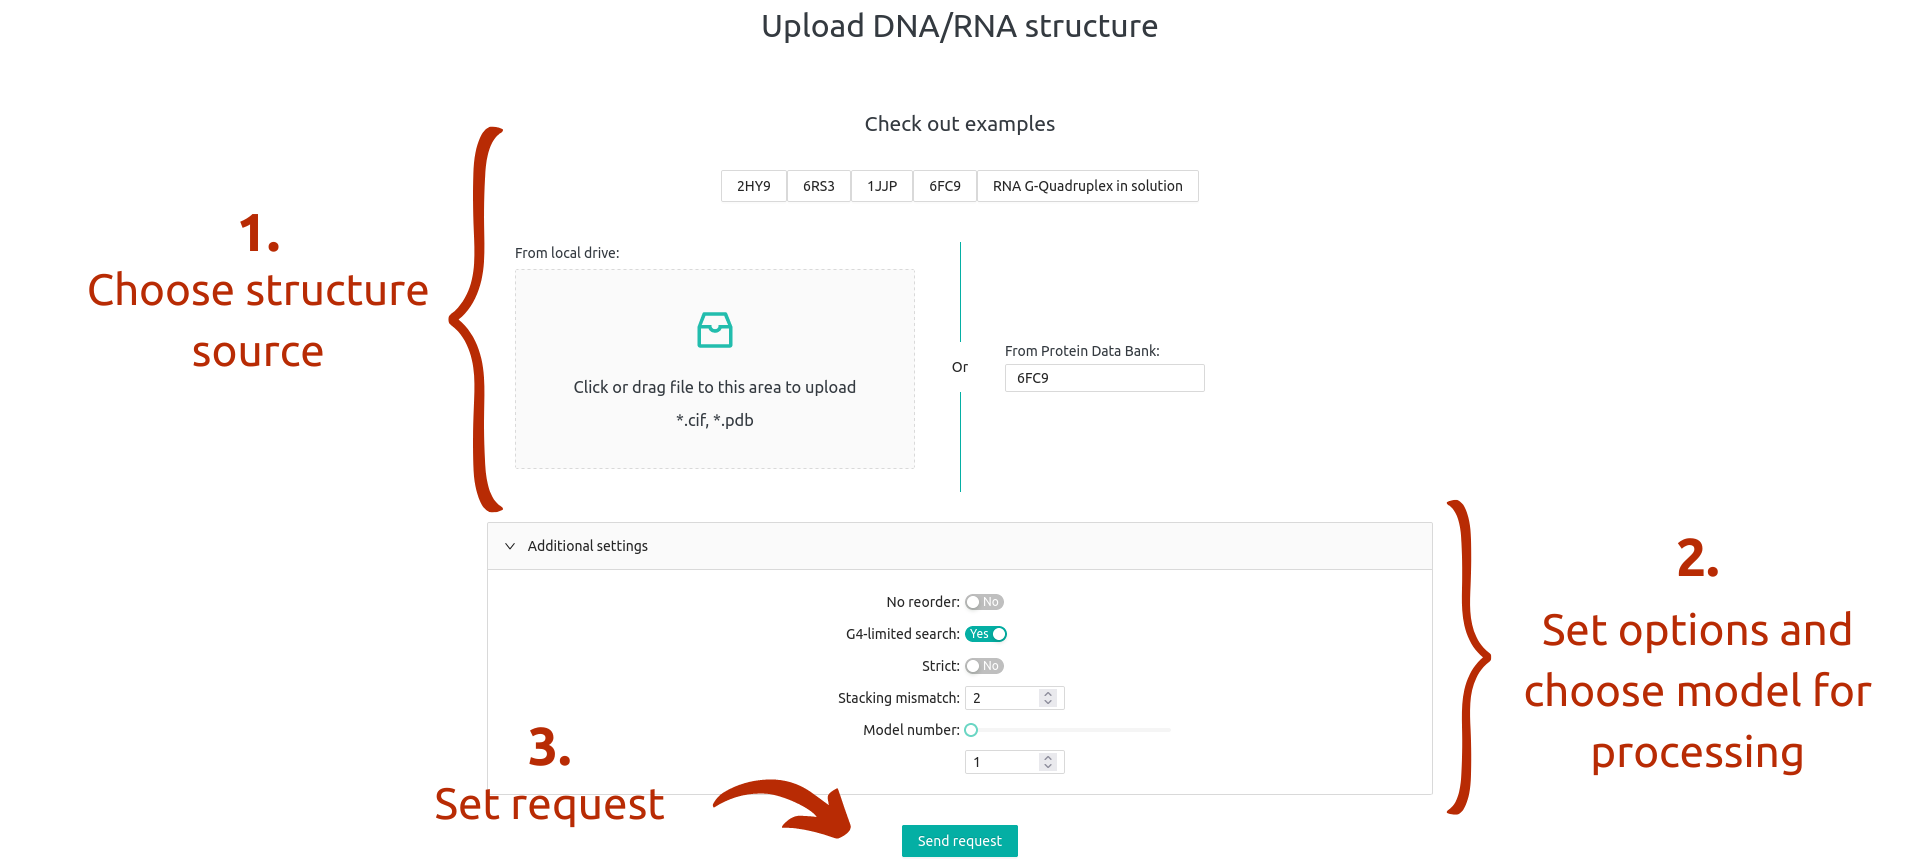 Upload DNA/RNA structure
Check out examples
2HY9 6RS3 1JJP 6FC9 RNA G-Quadruplex in solution
1.
Choose structure
source
From local drive:
Click or drag file to this area to upload
*.cif, *.pdb
Or
From Protein Data Bank:
6FC9
Additional settings
No reorder: No
G4-limited search: Yes
Strict: No
Stacking mismatch: 2
Model number:
1
2.
Set options and
choose model for
processing
3.
Set request
Send request